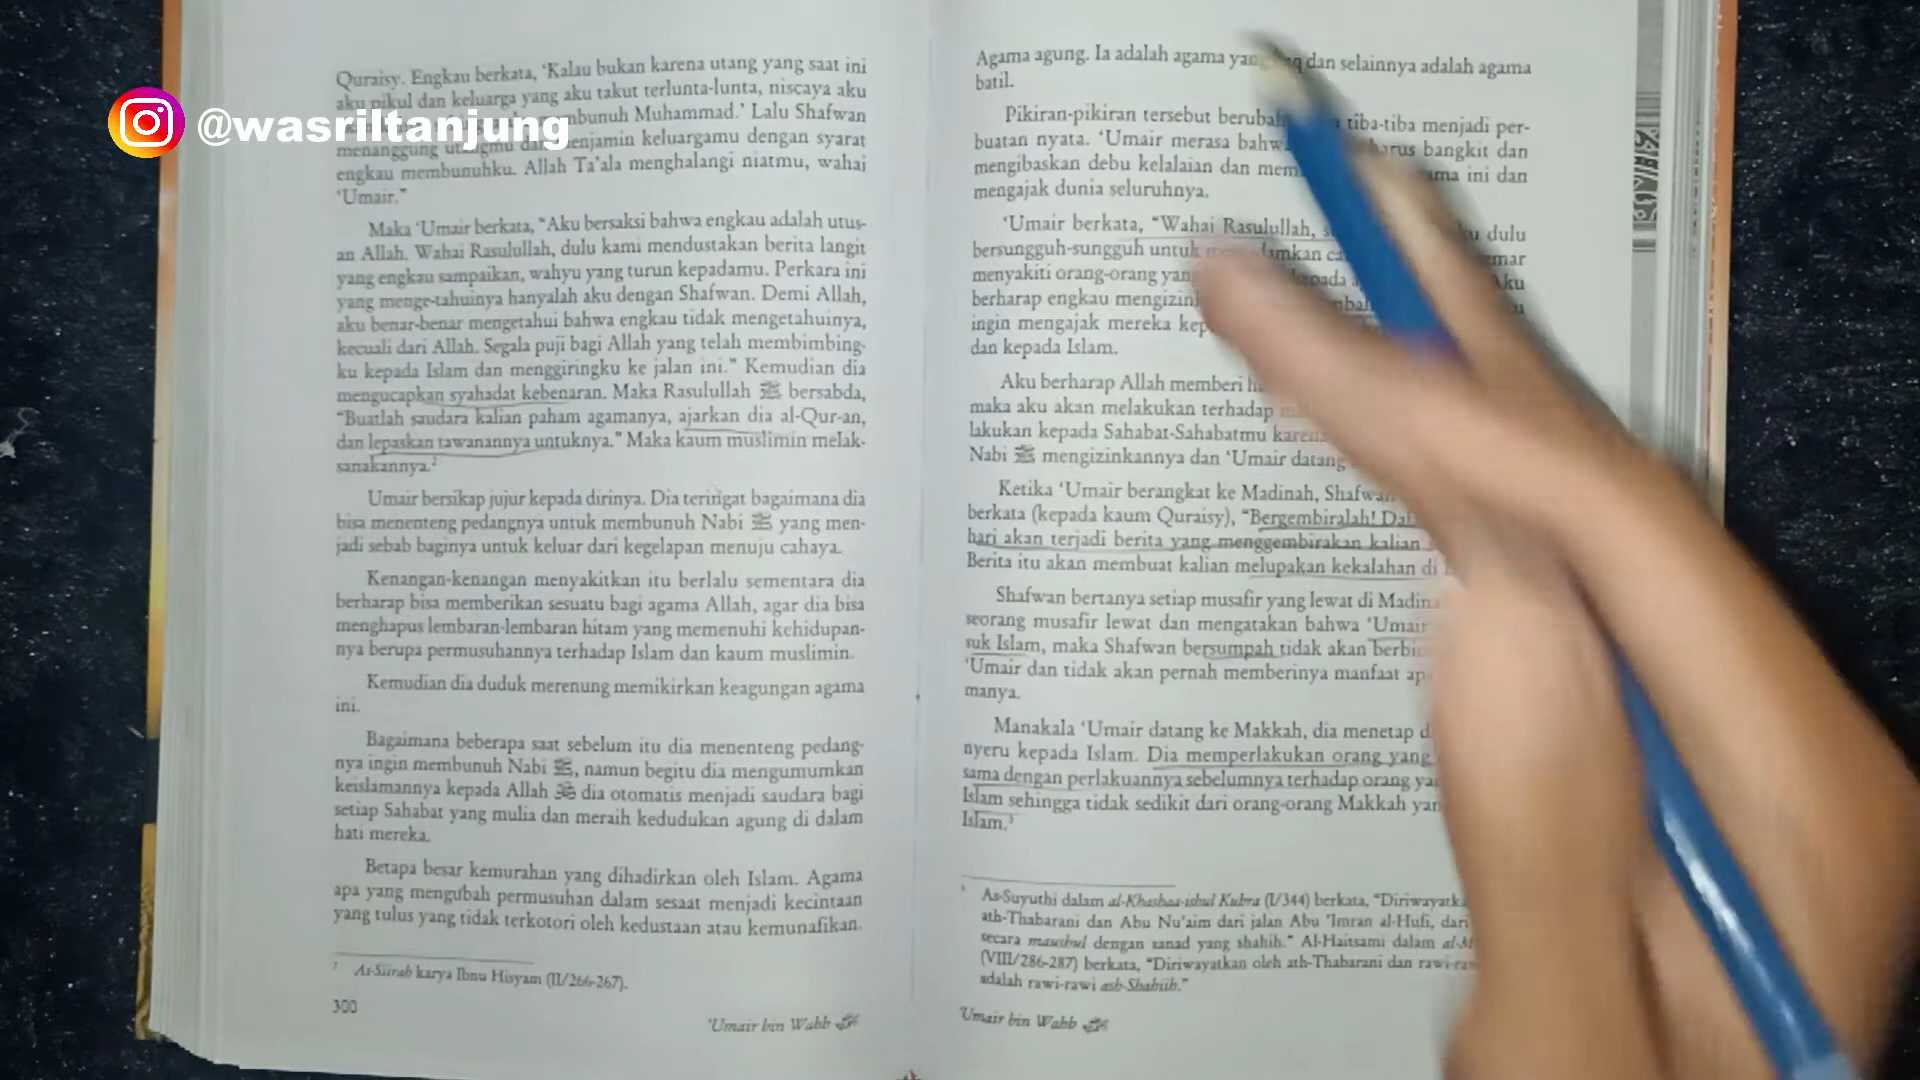 Quraisy. Engkau berkata, 'Kalau bukan karena utang yang saat ini
aku pikul dan keluarga yang aku takut terlunta-lunta, niscaya aku
@wasriltanjung
membunuh Muhammad.' Lalu Shafwan
menanggung utangmu dan menjamin keluargamu dengan syarat
engkau membunuhku. Allah Ta'ala menghalangi niatmu, wahai
'Umair."
Maka 'Umair berkata, "Aku bersaksi bahwa engkau adalah utus-
an Allah. Wahai Rasulullah, dulu kami mendustakan berita langit
yang engkau sampaikan, wahyu yang turun kepadamu. Perkara ini
yang menge-tahuinya hanyalah aku dengan Shafwan. Demi Allah,
aku benar-benar mengetahui bahwa engkau tidak mengetahuinya,
kecuali dari Allah. Segala puji bagi Allah yang telah membimbing-
ku kepada Islam dan menggiringku ke jalan ini." Kemudian dia
mengucapkan syahadat kebenaran. Maka Rasulullah ﷺ bersabda,
"Buatlah saudara kalian paham agamanya, ajarkan dia al-Qur-an,
dan lepaskan tawanannya untuknya." Maka kaum muslimin melak-
sanakannya.²
Umair bersikap jujur kepada dirinya. Dia teringat bagaimana dia
bisa menenteng pedangnya untuk membunuh Nabi ﷺ yang men-
jadi sebab baginya untuk keluar dari kegelapan menuju cahaya.
Kenangan-kenangan menyakitkan itu berlalu sementara dia
berharap bisa memberikan sesuatu bagi agama Allah, agar dia bisa
menghapus lembaran-lembaran hitam yang memenuhi kehidupan-
nya berupa permusuhannya terhadap Islam dan kaum muslimin.
Kemudian dia duduk merenung memikirkan keagungan agama
ini.
Bagaimana beberapa saat sebelum itu dia menenteng pedang-
nya ingin membunuh Nabi ﷺ, namun begitu dia mengumumkan
keislamannya kepada Allah dia otomatis menjadi saudara bagi
setiap Sahabat yang mulia dan meraih kedudukan agung di dalam
hati mereka.
Betapa besar kemurahan yang dihadirkan oleh Islam. Agama
apa yang mengubah permusuhan dalam sesaat menjadi kecintaan
yang tulus yang tidak terkotori oleh kedustaan atau kemunafikan.
As-Siirah karya Ibnu Hisyam (II/266-267).
300
'Umair bin Wahb
Agama agung. Ia adalah agama yang haq dan selainnya adalah agama
batil.
Pikiran-pikiran tersebut berubah tiba-tiba menjadi per-
buatan nyata. 'Umair merasa bahwa harus bangkit dan
mengibaskan debu kelalaian dan ini dan
mengajak dunia seluruhnya.
'Umair berkata, "Wahai Rasulullah, dulu
bersungguh-sungguh untuk memadamkan
menyakiti orang-orang yang kepada Aku
berharap engkau
ingin mengajak mereka
dan kepada Islam.
Aku berharap Allah memberi
maka aku akan melakukan terhadap
lakukan kepada Sahabat-Sahabatmu karena
Nabi ﷺ mengizinkannya dan 'Umair datang
Ketika 'Umair berangkat ke Madinah, Shafwan
berkata (kepada kaum Quraisy), "Bergembiralah!
hari akan terjadi berita yang menggembirakan kalian
Berita itu akan membuat kalian melupakan kekalahan di
Shafwan bertanya setiap musafir yang lewat di
seorang musafir lewat dan mengatakan bahwa 'Umair
suk Islam, maka Shafwan bersumpah tidak akan
'Umair dan tidak akan pernah memberinya manfaat
manya.
Manakala 'Umair datang ke Makkah, dia menetap
nyeru kepada Islam. Dia memperlakukan orang yang
sama dengan perlakuannya sebelumnya terhadap orang
Islam sehingga tidak sedikit dari orang-orang Makkah
Islam.³
³ As-Suyuthi dalam al-Khashaa-ishul Kubra (I/344) berkata,
ath-Thabarani dan Abu Nu'aim dari jalan Abu 'Imran al-Hufi, dari
secara maushul dengan sanad yang shahih." Al-Haitsami dalam
(VIII/286-287) berkata, "Diriwayatkan oleh ath-Thabarani dan
adalah rawi-rawi ash-Shahiih."
'Umair bin Wahb